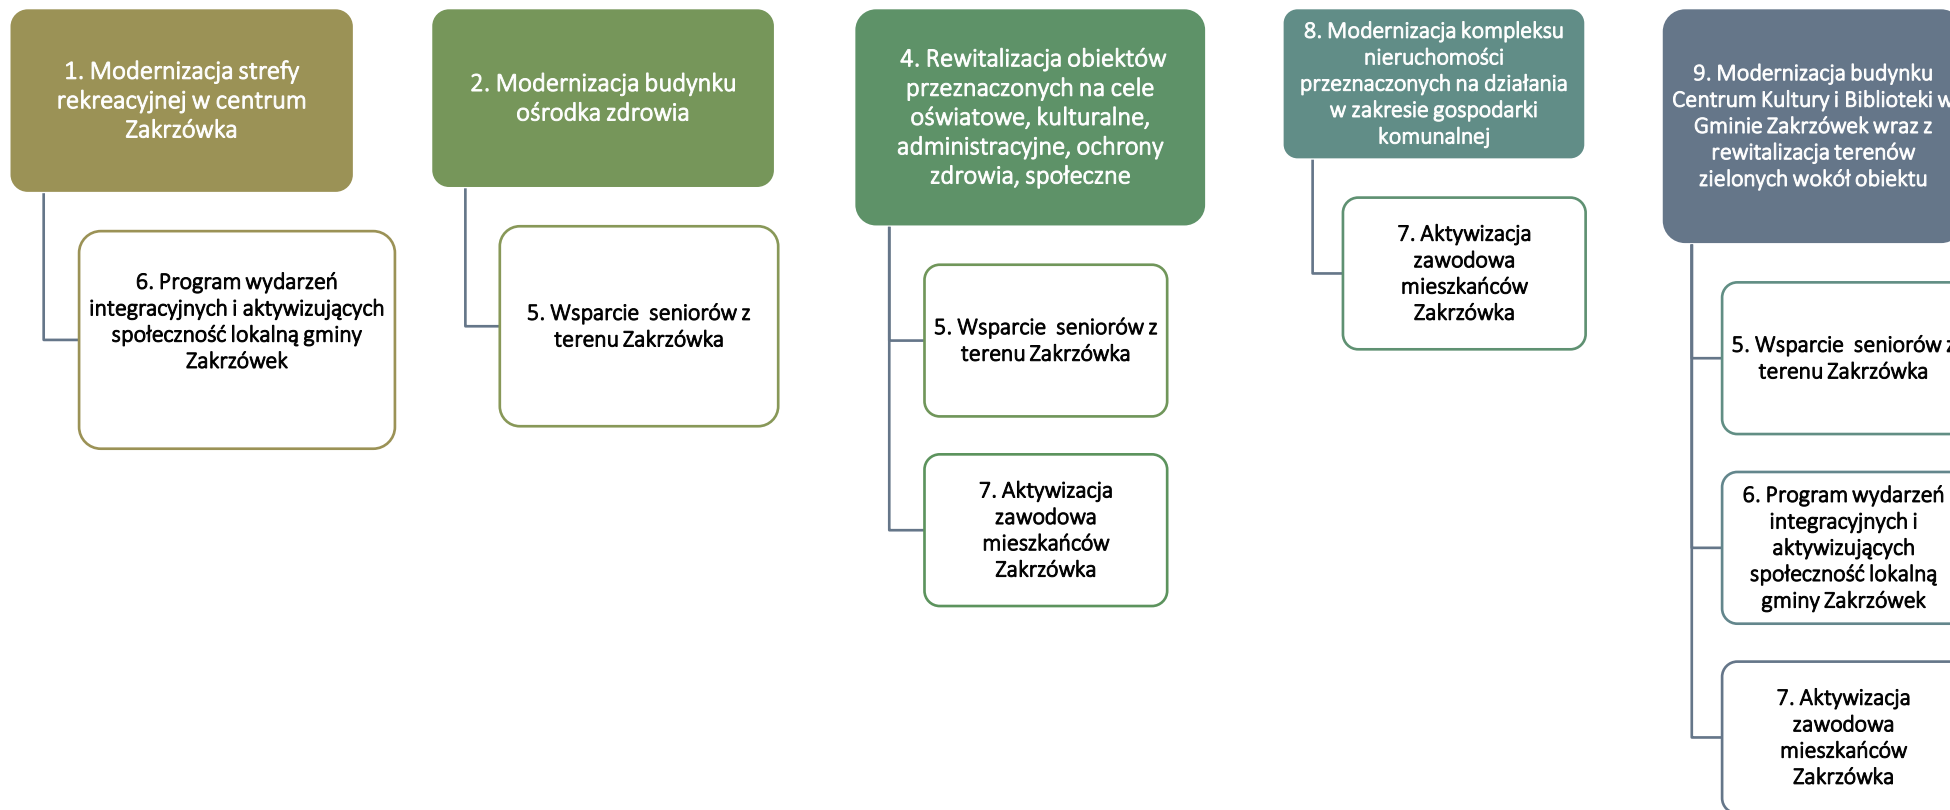 1. Modernizacja strefy
rekreacyjnej w centrum
Zakrzówka
6. Program wydarzeń
integracyjnych i aktywizujących
społeczność lokalną gminy
Zakrzówek
2. Modernizacja budynku
ośrodka zdrowia
5. Wsparcie  seniorów z
terenu Zakrzówka
4. Rewitalizacja obiektów
przeznaczonych na cele
oświatowe, kulturalne,
administracyjne, ochrony
zdrowia, społeczne
5. Wsparcie  seniorów z
terenu Zakrzówka
7. Aktywizacja
zawodowa
mieszkańców
Zakrzówka
8. Modernizacja kompleksu
nieruchomości
przeznaczonych na działania
w zakresie gospodarki
komunalnej
7. Aktywizacja
zawodowa
mieszkańców
Zakrzówka
9. Modernizacja budynku
Centrum Kultury i Biblioteki w
Gminie Zakrzówek wraz z
rewitalizacja terenów
zielonych wokół obiektu
5. Wsparcie  seniorów z
terenu Zakrzówka
6. Program wydarzeń
integracyjnych i
aktywizujących
społeczność lokalną
gminy Zakrzówek
7. Aktywizacja
zawodowa
mieszkańców
Zakrzówka